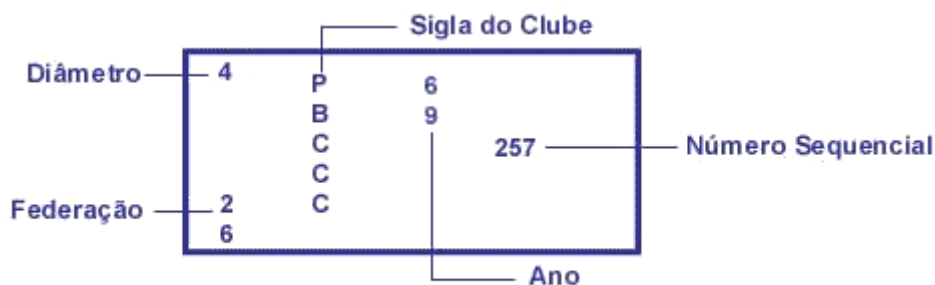 Sigla do Clube
Diâmetro 4
P
B
C
C
C
6
9
257 Número Sequencial
Federação 2
6
Ano